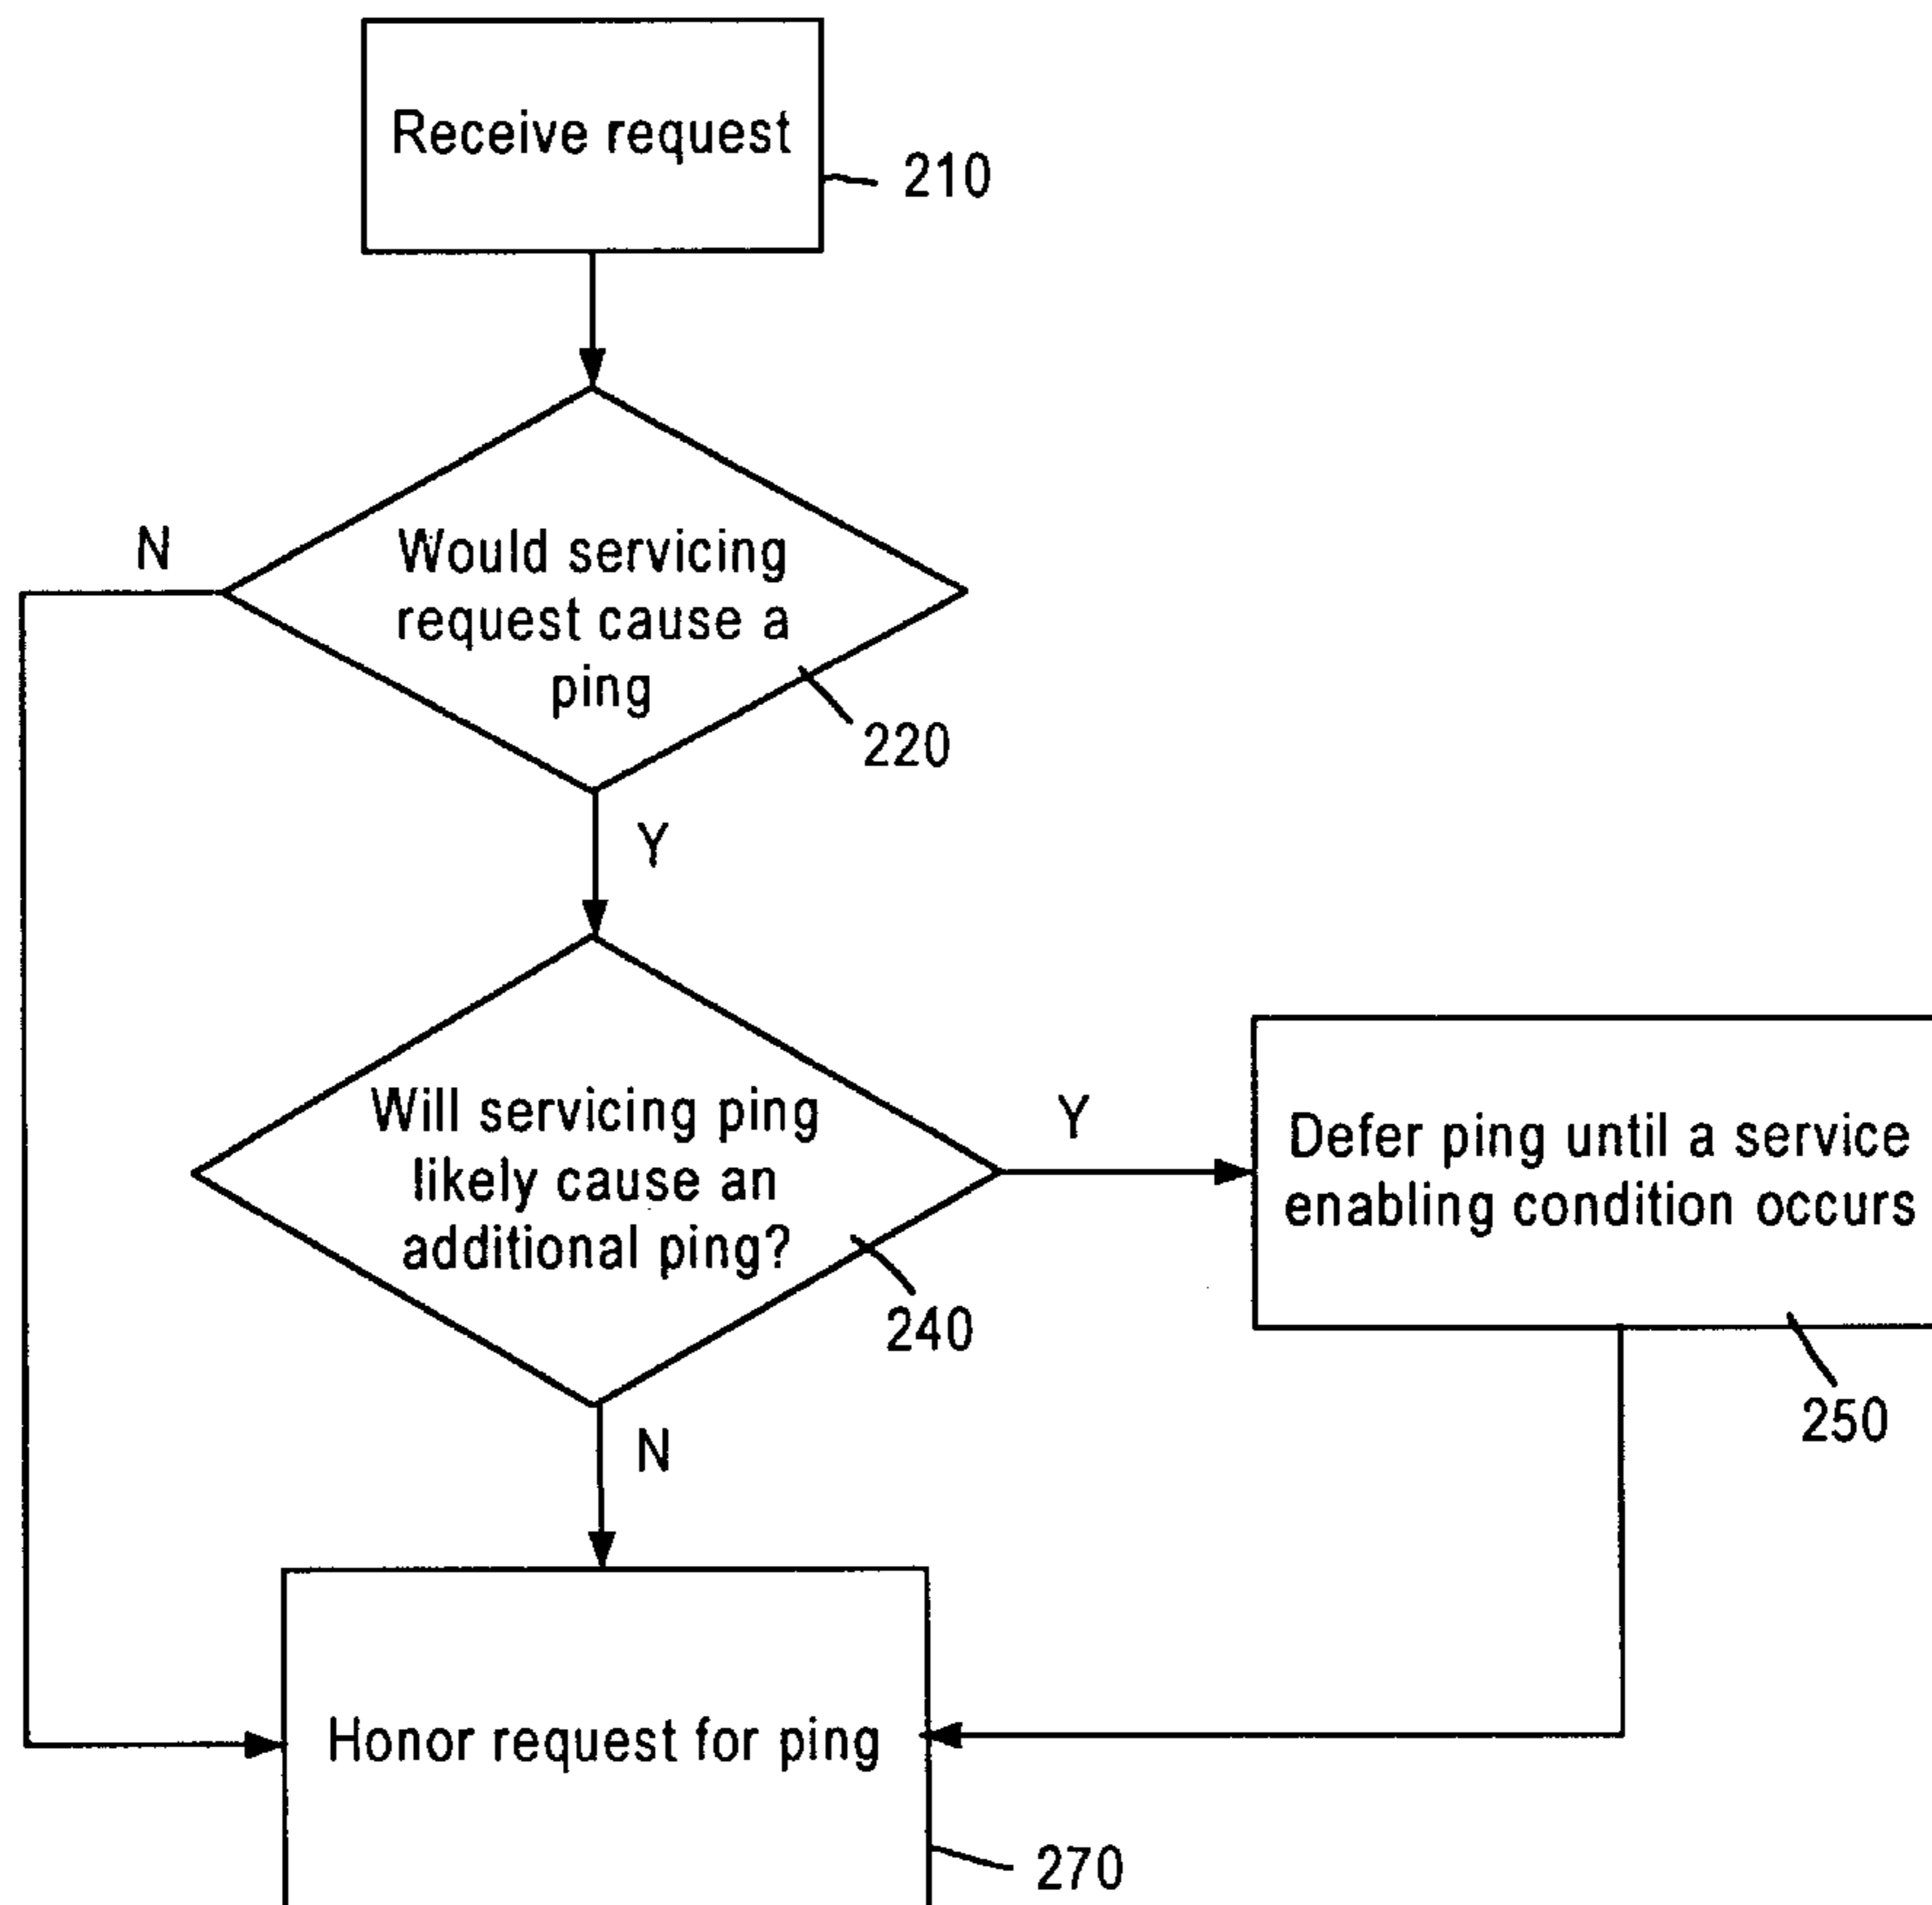 Receive request
210
N
Would servicing
request cause a
ping
220
Y
Will servicing ping
likely cause an
additional ping?
240
Y
Defer ping until a service
enabling condition occurs
250
N
Honor request for ping
270